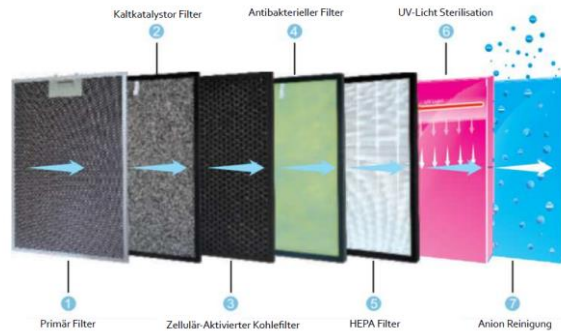 Kaltkatalystor Filter
Antibakterieller Filter
UV-Licht Sterilisation
2
4
6
1
3
5
7
Primär Filter
Zellulär-Aktivierter Kohlefilter
HEPA Filter
Anion Reinigung